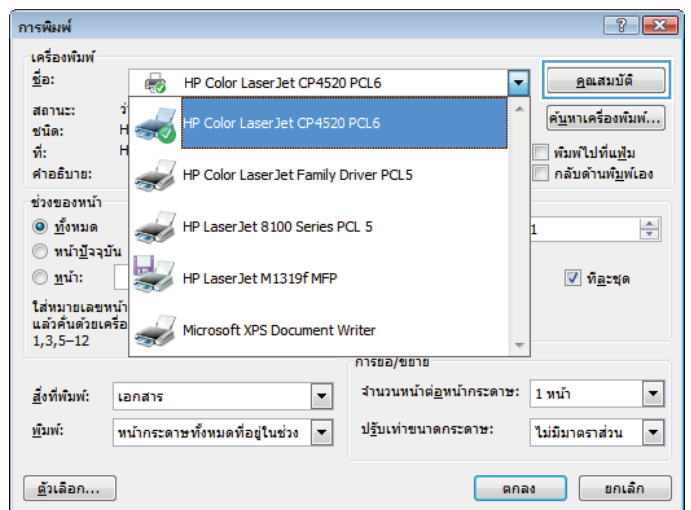 การพิมพ์
เครื่องพิมพ์
ชื่อ: HP Color LaserJet CP4520 PCL6 คุณสมบัติ
สถานะ:
HP Color LaserJet CP4520 PCL6 ค้นหาเครื่องพิมพ์...
ชนิด: H
ที่: H พิมพ์ไปที่แฟ้ม
คำอธิบาย: HP Color LaserJet Family Driver PCL5 กลับด้านพิมพ์เอง
ช่วงของหน้า
ทั้งหมด HP LaserJet 8100 Series PCL 5 1
หน้าปัจจุบัน
หน้า: HP LaserJet M1319f MFP ทีละชุด
ใส่หมายเลขหน้า
แล้วคั่นด้วยเครื่อ Microsoft XPS Document Writer
1,3,5–12
การย่อ/ขยาย
สิ่งที่พิมพ์: เอกสาร จำนวนหน้าต่อหน้ากระดาษ: 1 หน้า
พิมพ์: หน้ากระดาษทั้งหมดที่อยู่ในช่วง ปรับเท่าขนาดกระดาษ: ไม่มีมาตราส่วน
ตัวเลือก... ตกลง ยกเลิก